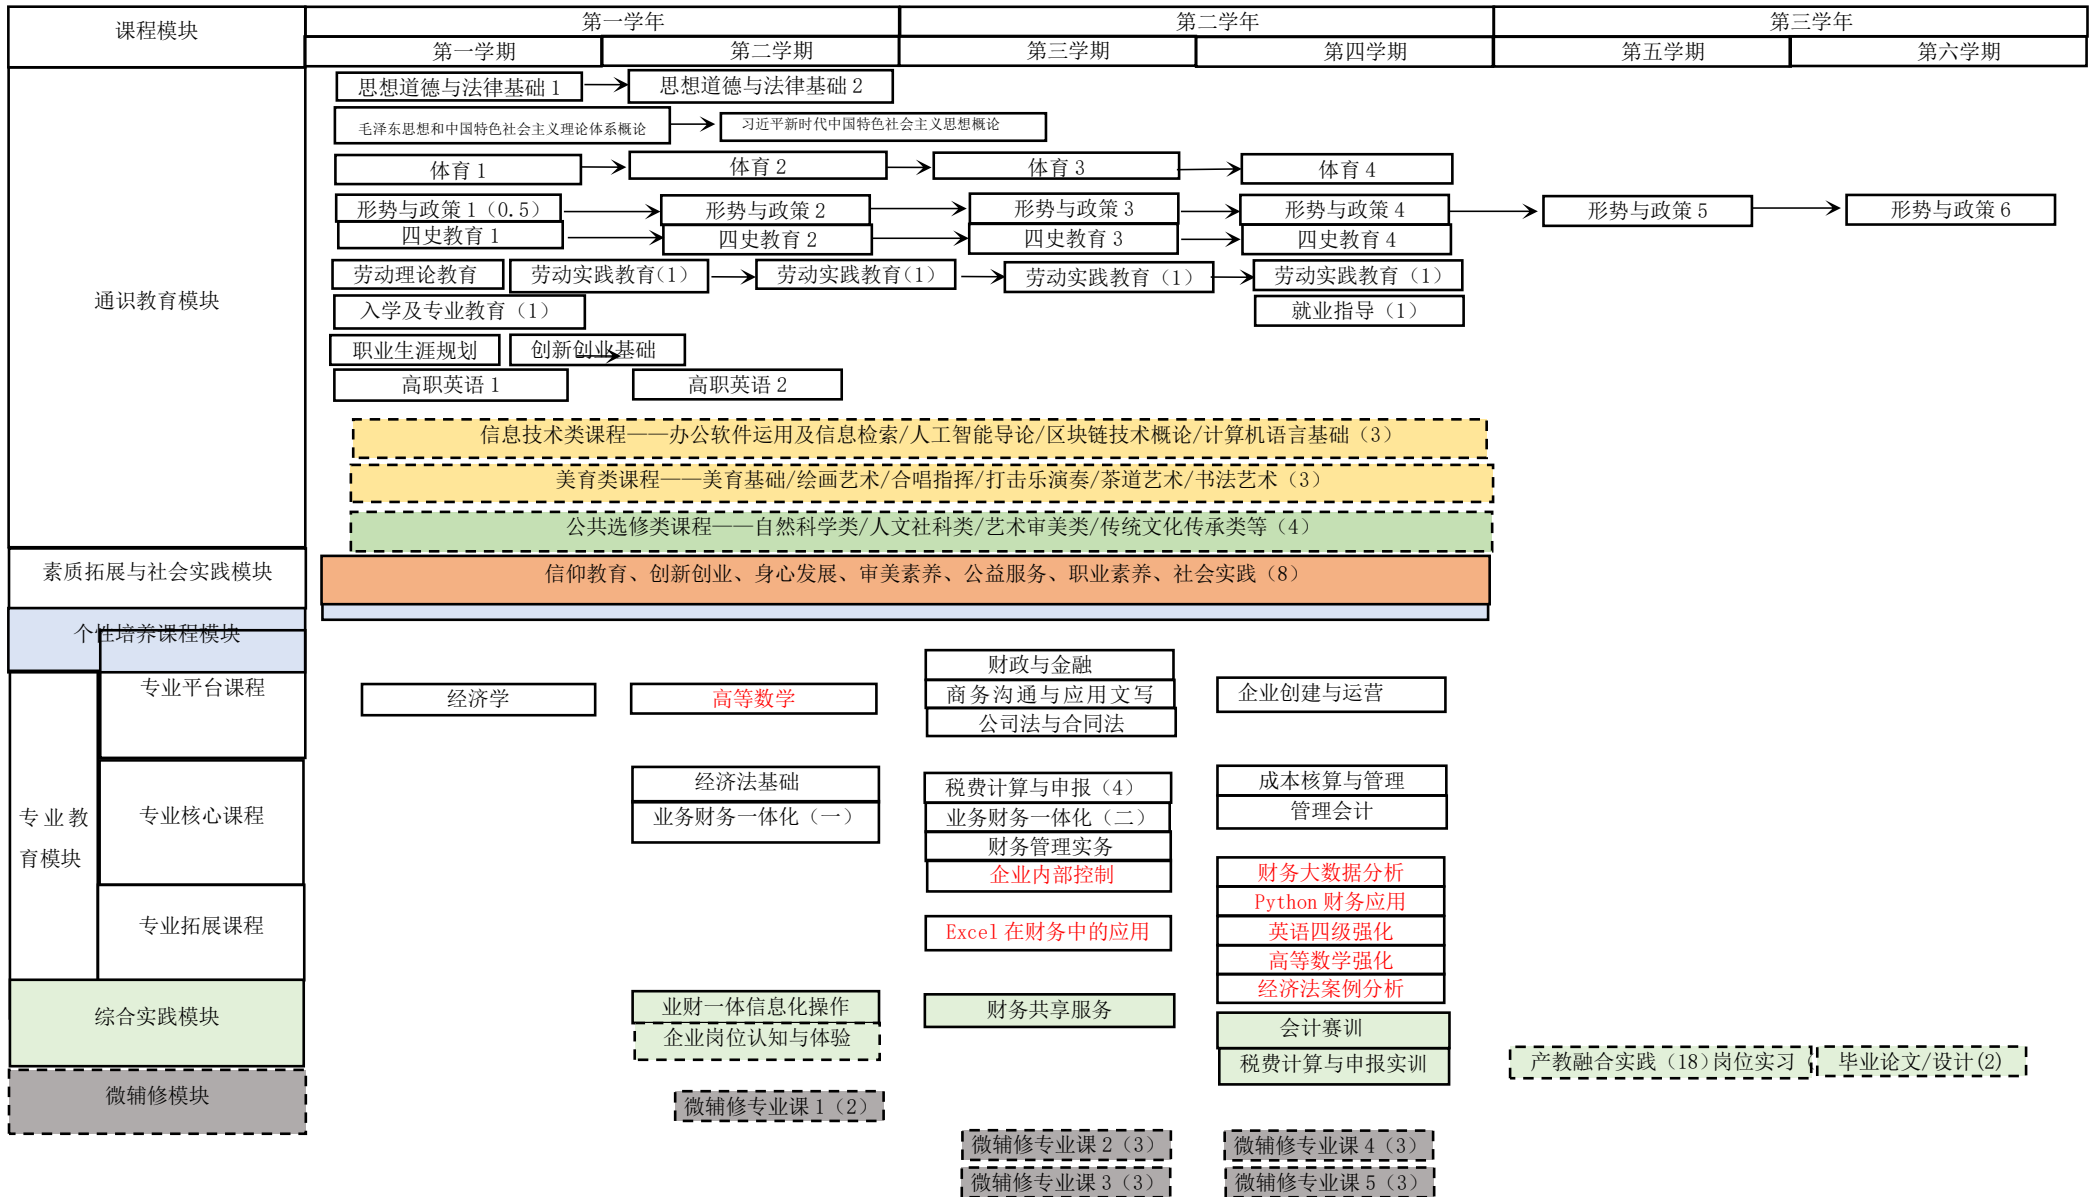 课程模块
第一学年
第二学年
第三学年
第一学期
第二学期
第三学期
第四学期
第五学期
第六学期
通识教育模块
思想道德与法律基础 1
思想道德与法律基础 2
毛泽东思想和中国特色社会主义理论体系概论
习近平新时代中国特色社会主义思想概论
体育 1
体育 2
体育 3
体育 4
形势与政策 1（0.5）
形势与政策 2
形势与政策 3
形势与政策 4
形势与政策 5
形势与政策 6
四史教育 1
四史教育 2
四史教育 3
四史教育 4
劳动理论教育
劳动实践教育(1）
劳动实践教育(1）
劳动实践教育（1）
劳动实践教育（1）
入学及专业教育（1）
就业指导（1）
职业生涯规划
创新创业基础
高职英语 1
高职英语 2
信息技术类课程——办公软件运用及信息检索/人工智能导论/区块链技术概论/计算机语言基础（3）
美育类课程——美育基础/绘画艺术/合唱指挥/打击乐演奏/茶道艺术/书法艺术（3）
公共选修类课程——自然科学类/人文社科类/艺术审美类/传统文化传承类等（4）
素质拓展与社会实践模块
信仰教育、创新创业、身心发展、审美素养、公益服务、职业素养、社会实践（8）
个性培养课程模块
专业教
育模块
专业平台课程
经济学
高等数学
财政与金融
商务沟通与应用文写
公司法与合同法
企业创建与运营
专业核心课程
经济法基础
业务财务一体化（一）
税费计算与申报（4）
业务财务一体化（二）
财务管理实务
企业内部控制
成本核算与管理
管理会计
专业拓展课程
Excel 在财务中的应用
财务大数据分析
Python 财务应用
英语四级强化
高等数学强化
经济法案例分析
综合实践模块
业财一体信息化操作
企业岗位认知与体验
财务共享服务
会计赛训
税费计算与申报实训
产教融合实践（18）岗位实习
毕业论文/设计(2)
微辅修模块
微辅修专业课 1（2）
微辅修专业课 2（3）
微辅修专业课 4（3）
微辅修专业课 3（3）
微辅修专业课 5（3）